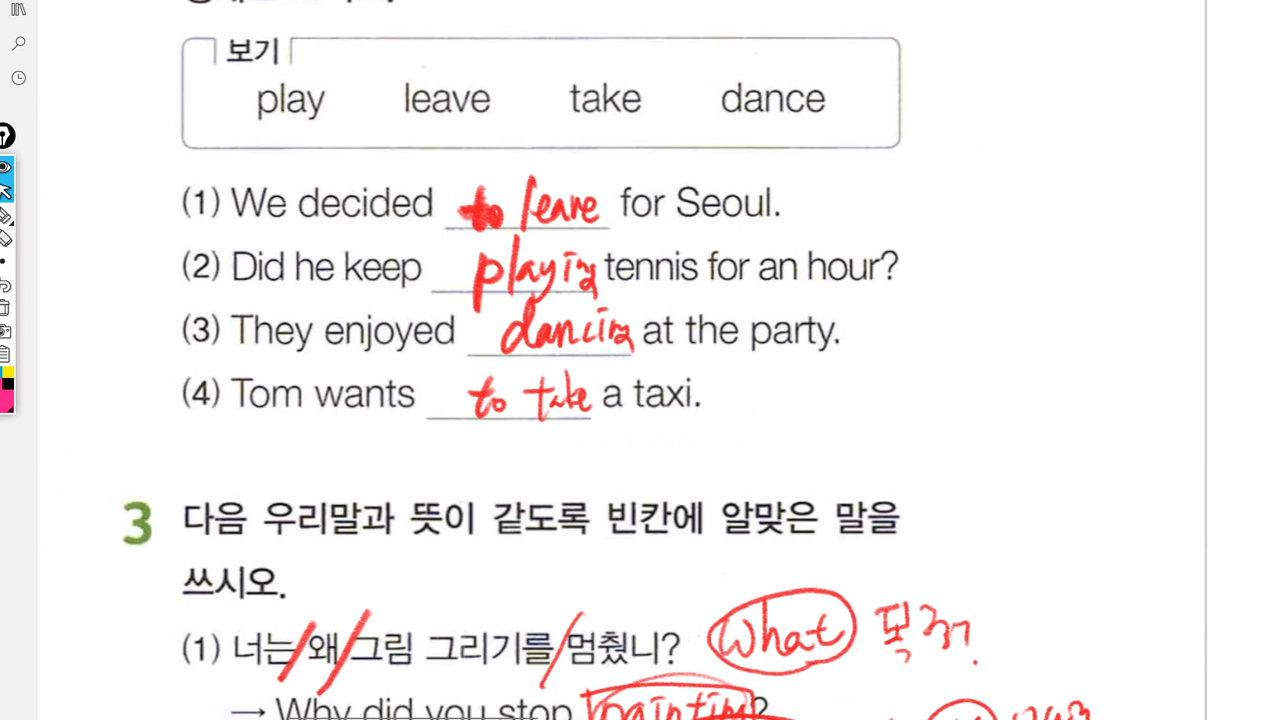 보기
play leave take dance
(1) We decided to leave for Seoul.
(2) Did he keep playing tennis for an hour?
(3) They enjoyed dancing at the party.
(4) Tom wants to take a taxi.
3 다음 우리말과 뜻이 같도록 빈칸에 알맞은 말을
쓰시오.
(1) 너는 / 왜 / 그림 그리기를 / 멈췄니? what
→ Why did you stop painting?